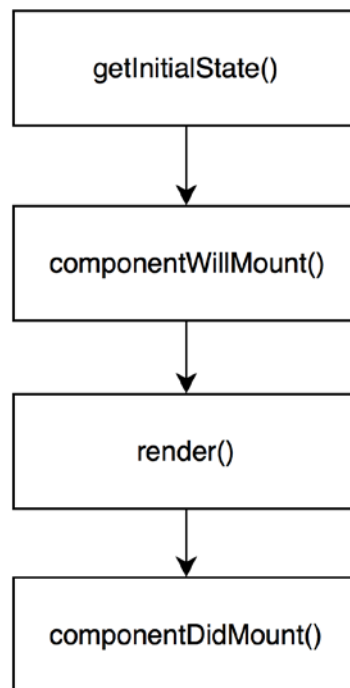 getInitialState()
componentWillMount()
render()
componentDidMount()